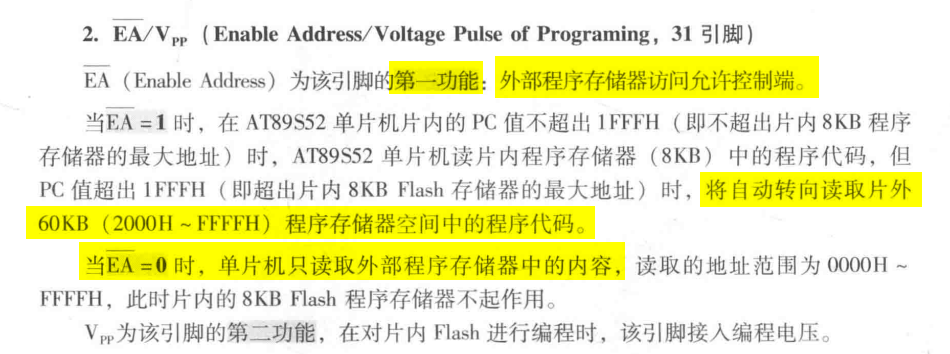 2. EA/VPP（Enable Address/Voltage Pulse of Programing，31 引脚）
EA（Enable Address）为该引脚的第一功能：外部程序存储器访问允许控制端。
当EA=1 时，在 AT89S52 单片机片内的 PC 值不超出 1FFFH（即不超出片内 8KB 程序
存储器的最大地址）时，AT89S52 单片机读片内程序存储器（8KB）中的程序代码，但
PC 值超出 1FFFH（即超出片内 8KB Flash 存储器的最大地址）时，将自动转向读取片外
60KB（2000H ~ FFFFH）程序存储器空间中的程序代码。
当EA=0 时，单片机只读取外部程序存储器中的内容，读取的地址范围为 0000H ~
FFFFH，此时片内的 8KB Flash 程序存储器不起作用。
VPP为该引脚的第二功能，在对片内 Flash 进行编程时，该引脚接入编程电压。